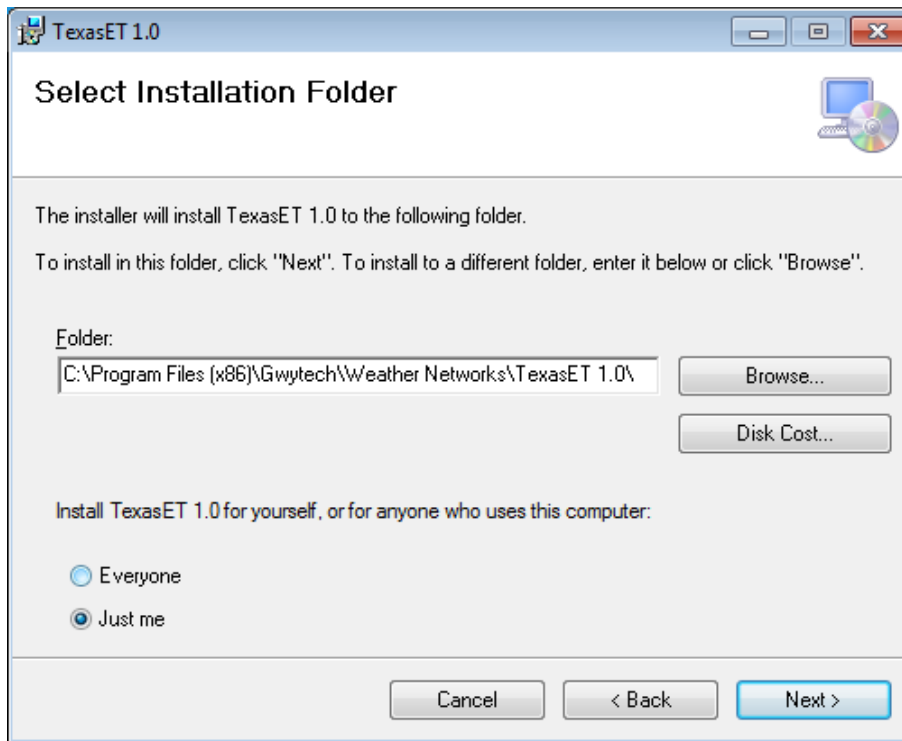 TexasET 1.0
Select Installation Folder
The installer will install TexasET 1.0 to the following folder.
To install in this folder, click "Next". To install to a different folder, enter it below or click "Browse".
Folder:
C:\Program Files (x86)\Gwytech\Weather Networks\TexasET 1.0\
Browse...
Disk Cost...
Install TexasET 1.0 for yourself, or for anyone who uses this computer:
Everyone
Just me
Cancel
< Back
Next >